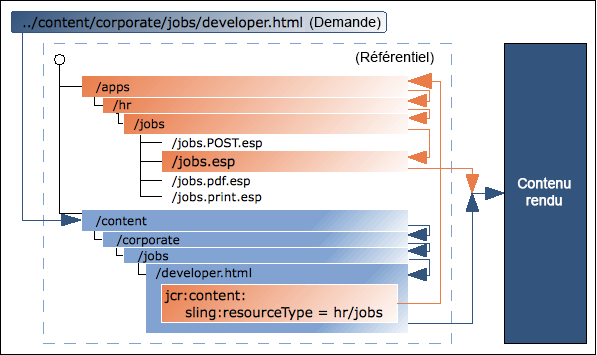 ../content/corporate/jobs/developer.html (Demande)
(Référentiel)
/apps
/hr
/jobs
/jobs.POST.esp
/jobs.esp
/jobs.pdf.esp
/jobs.print.esp
/content
/corporate
/jobs
/developer.html
jcr:content:
sling:resourceType = hr/jobs
Contenu
rendu